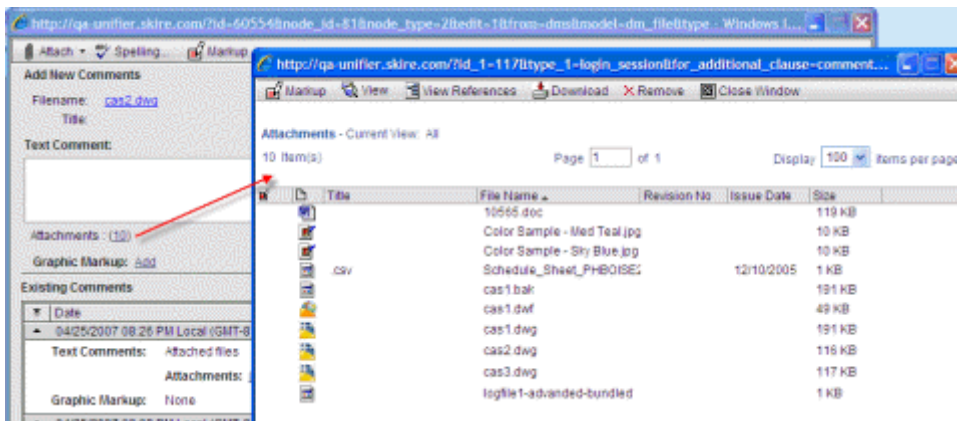 http://qa-unifier.skire.com/?id=60554&node_id=81&node_type=2&edit=1&from=dms&model=dm_file&type - Windows I...
Attach Spelling... Markup
Add New Comments
Filename: cas2.dwg
Title:
Text Comment:
Attachments : (10)
Graphic Markup: Add
Existing Comments
Date
04/25/2007 08:26 PM Local (GMT-8
Text Comments: Attached files
Attachments:
Graphic Markup: None
http://qa-unifier.skire.com/?id_1=117&type_1=login_session&for_additional_clause=comment...
Markup View View References Download Remove Close Window
Attachments - Current View: All
10 Item(s) Page 1 of 1 Display 100 items per page
Title File Name Revision No Issue Date Size
10565.doc 119 KB
Color Sample - Med Teal.jpg 10 KB
Color Sample - Sky Blue.jpg 10 KB
.csv Schedule_Sheet_PHBOISE2 12/10/2005 1 KB
cas1.bak 191 KB
cas1.dwf 49 KB
cas1.dwg 191 KB
cas2.dwg 116 KB
cas3.dwg 117 KB
logfile1-advanded-bundled 1 KB